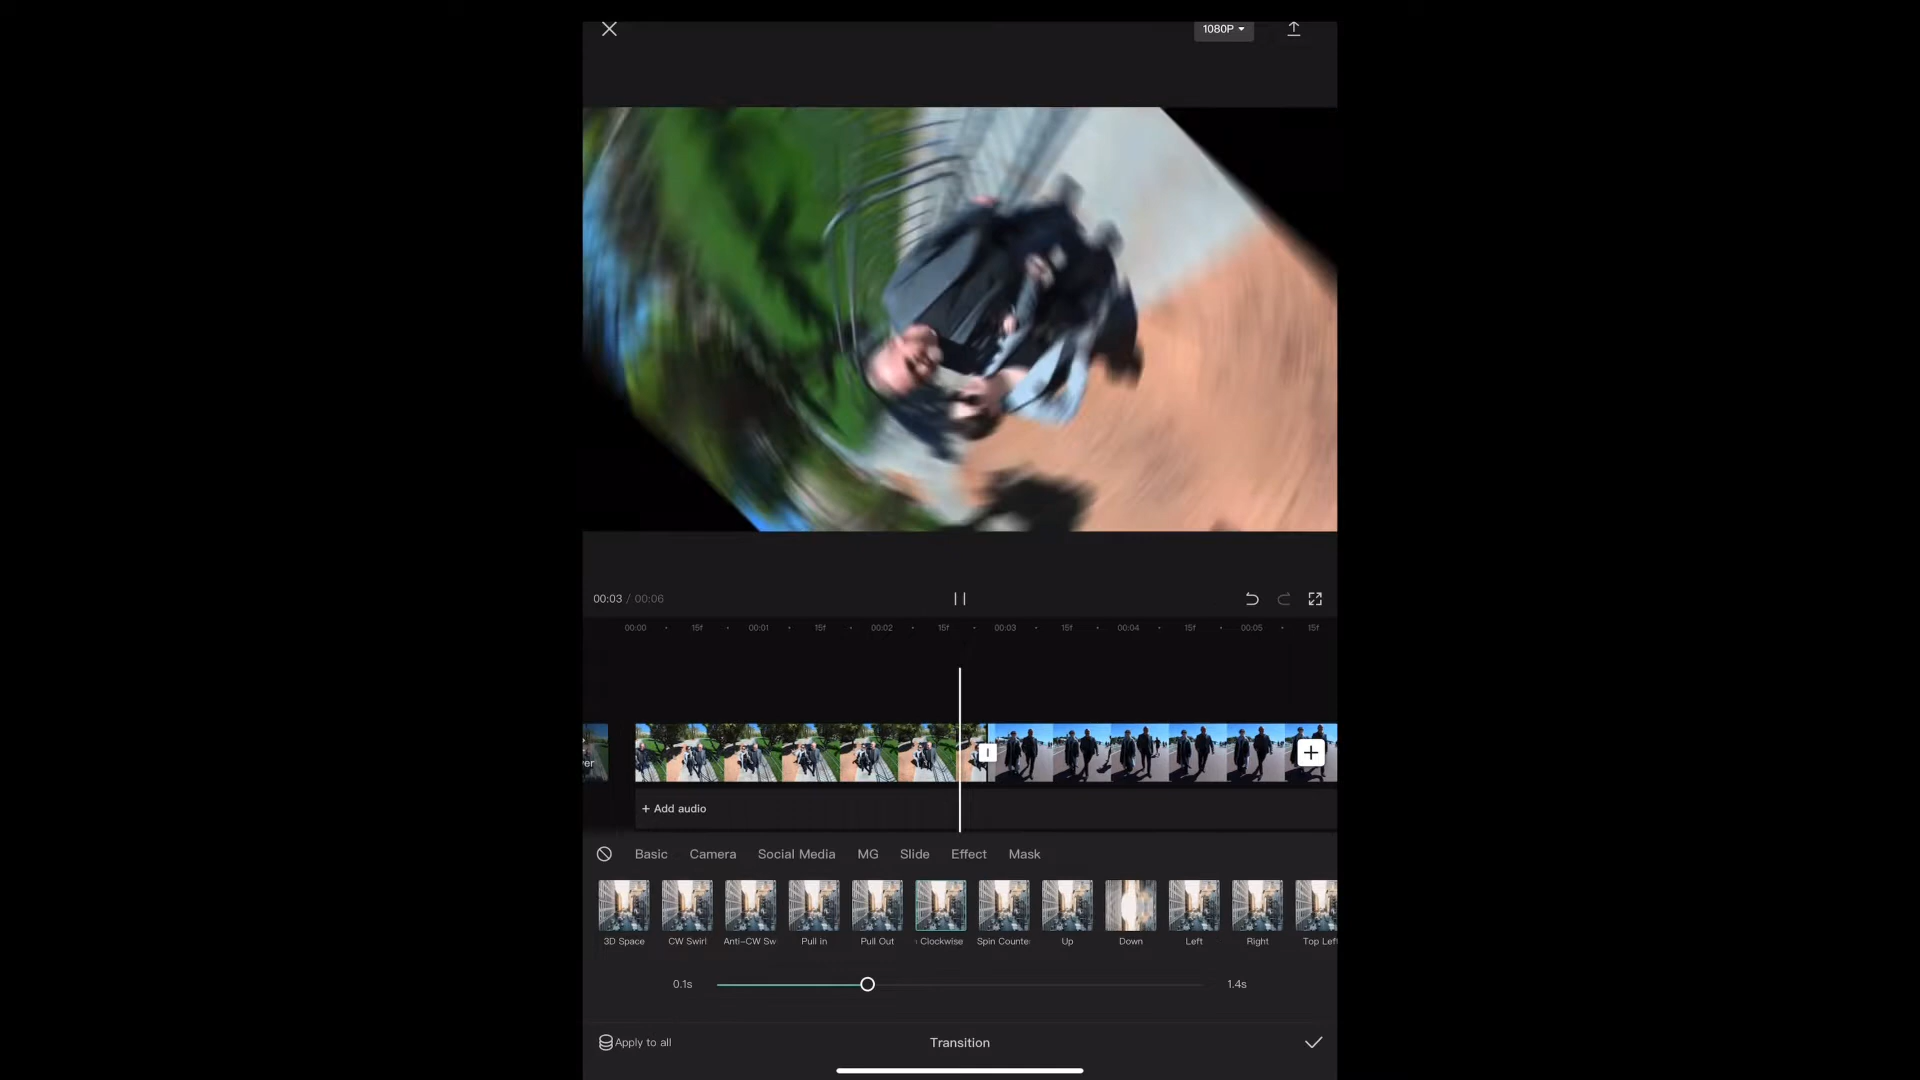 1080P
00:03 / 00:06
00:00 15f 00:01 15f 00:02 15f 00:03 15f 00:04 15f 00:05 15f
er
+ Add audio
Basic Camera Social Media MG Slide Effect Mask
3D Space CW Swirl Anti-CW Sw Pull in Pull Out Clockwise Spin Counte Up Down Left Right Top Left
0.1s 1.4s
Apply to all Transition